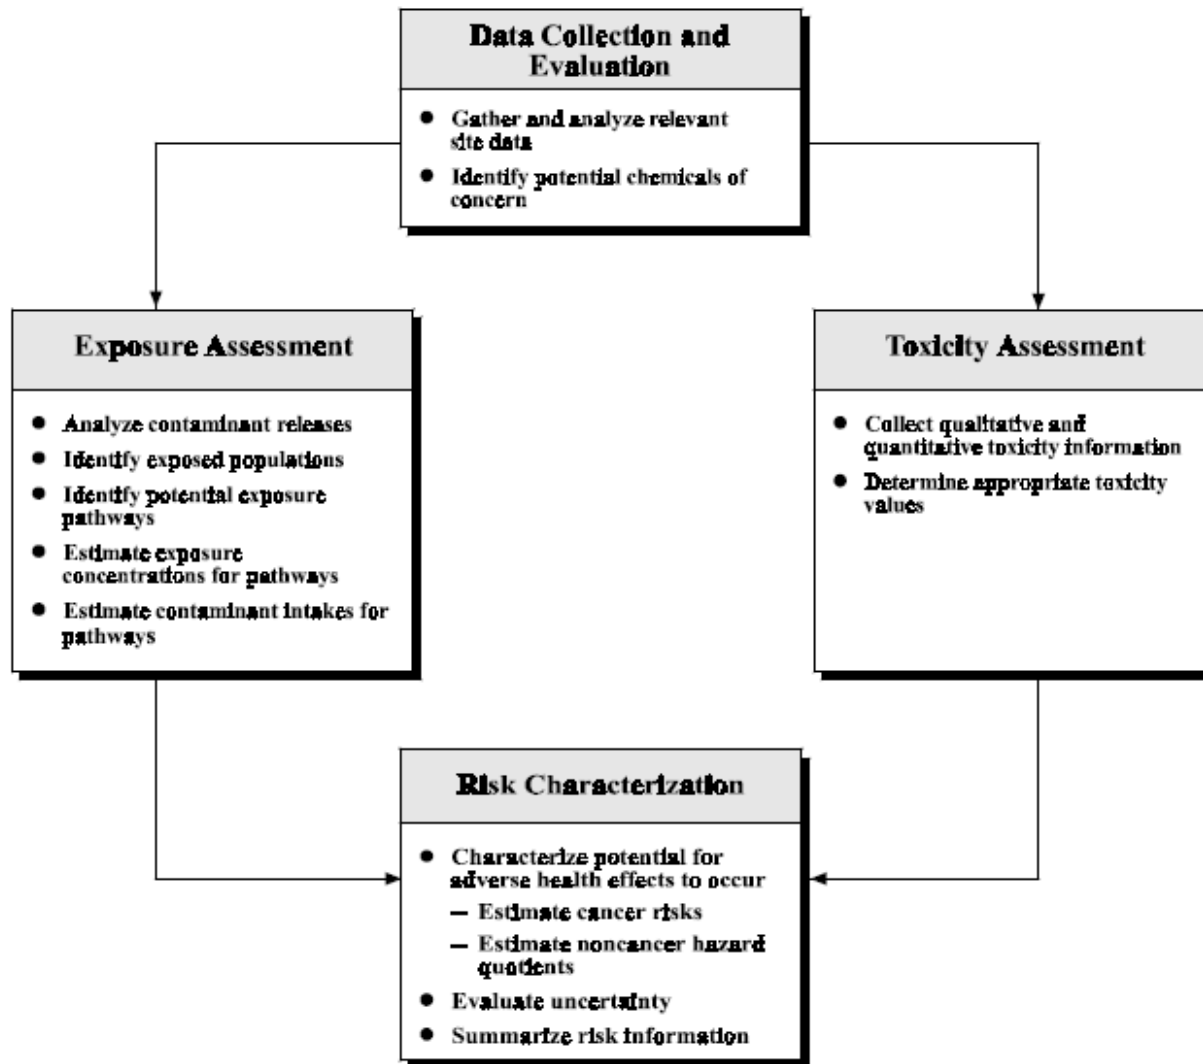 Data Collection and
Evaluation
● Gather and analyze relevant
site data
● Identify potential chemicals of
concern
Exposure Assessment
● Analyze contaminant releases
● Identify exposed populations
● Identify potential exposure
pathways
● Estimate exposure
concentrations for pathways
● Estimate contaminant intakes for
pathways
Toxicity Assessment
● Collect qualitative and
quantitative toxicity information
● Determine appropriate toxicity
values
Risk Characterization
● Characterize potential for
adverse health effects to occur
– Estimate cancer risks
– Estimate noncancer hazard
quotients
● Evaluate uncertainty
● Summarize risk information